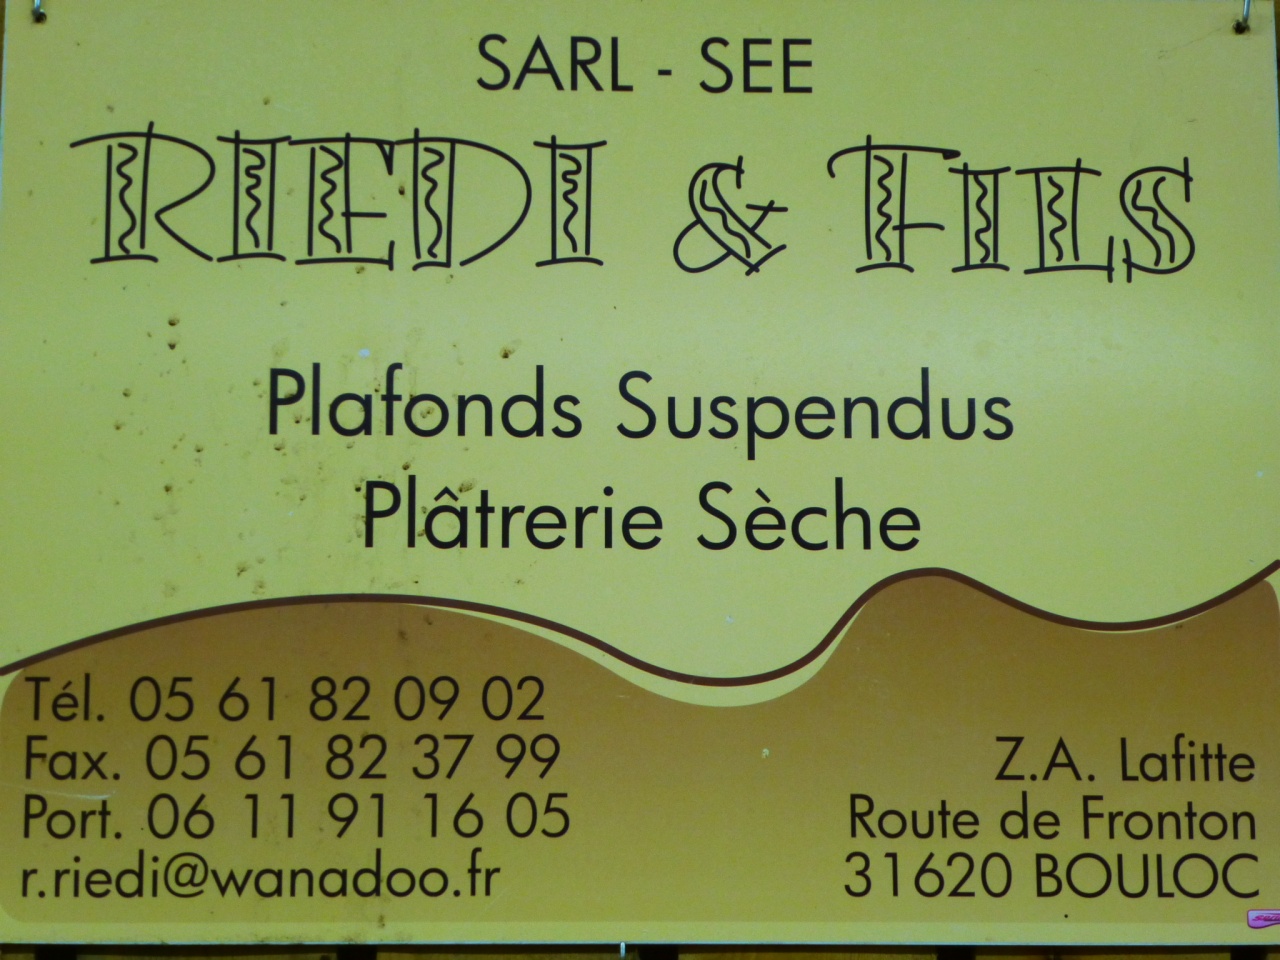 SARL - SEE
RIEDI & FILS
Plafonds Suspendus
Plâtrerie Sèche
Tél. 05 61 82 09 02
Fax. 05 61 82 37 99
Port. 06 11 91 16 05
r.riedi@wanadoo.fr
Z.A. Lafitte
Route de Fronton
31620 BOULOC